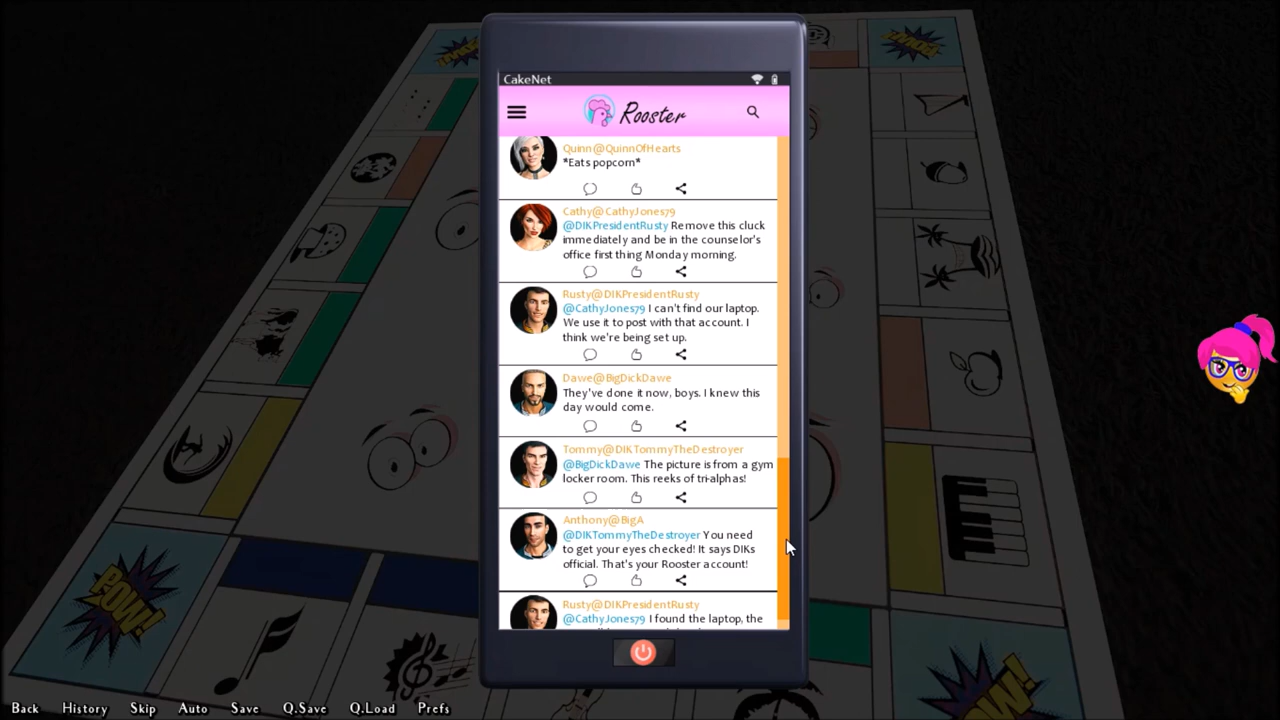 CakeNet
Rooster
Quinn@QuinnOfHearts
*Eats popcorn*
Cathy@CathyJones79
@DIKPresidentRusty Remove this cluck
immediately and be in the counselor's
office first thing Monday morning.
Rusty@DIKPresidentRusty
@CathyJones79 I can't find our laptop.
We use it to post with that account. I
think we're being set up.
Dawe@BigDickDawe
They've done it now, boys. I knew this
day would come.
Tommy@DIKTommyTheDestroyer
@BigDickDawe The picture is from a gym
locker room. This reeks of tri-alphas!
Anthony@BigA
@DIKTommyTheDestroyer You need
to get your eyes checked! It says DIKs
official. That's your Rooster account!
Rusty@DIKPresidentRusty
@CathyJones79 I found the laptop, the
POW!
POW!
Back History Skip Auto Save Q.Save Q.Load Prefs